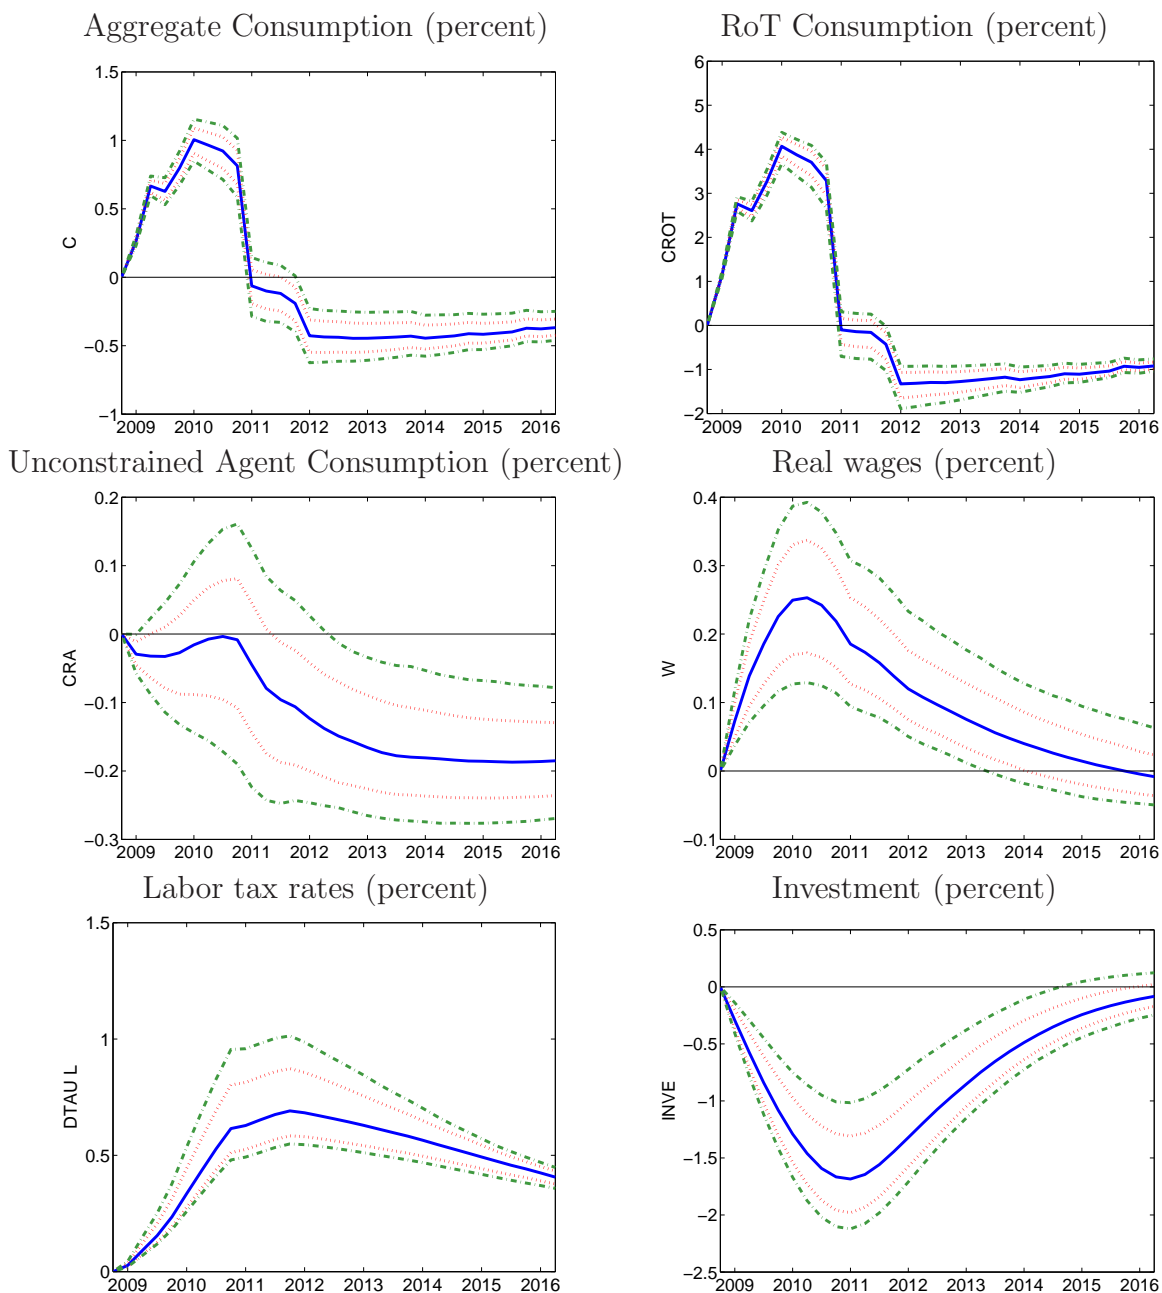 Aggregate Consumption (percent)
1.5
1
0.5
0
−0.5
−1
C
2009 2010 2011 2012 2013 2014 2015 2016
RoT Consumption (percent)
6
5
4
3
2
1
0
−1
−2
CROT
2009 2010 2011 2012 2013 2014 2015 2016
Unconstrained Agent Consumption (percent)
0.2
0.1
0
−0.1
−0.2
−0.3
CRA
2009 2010 2011 2012 2013 2014 2015 2016
Real wages (percent)
0.4
0.3
0.2
0.1
0
−0.1
W
2009 2010 2011 2012 2013 2014 2015 2016
Labor tax rates (percent)
1.5
1
0.5
0
DTAU L
2009 2010 2011 2012 2013 2014 2015 2016
Investment (percent)
0.5
0
−0.5
−1
−1.5
−2
−2.5
INVE
2009 2010 2011 2012 2013 2014 2015 2016